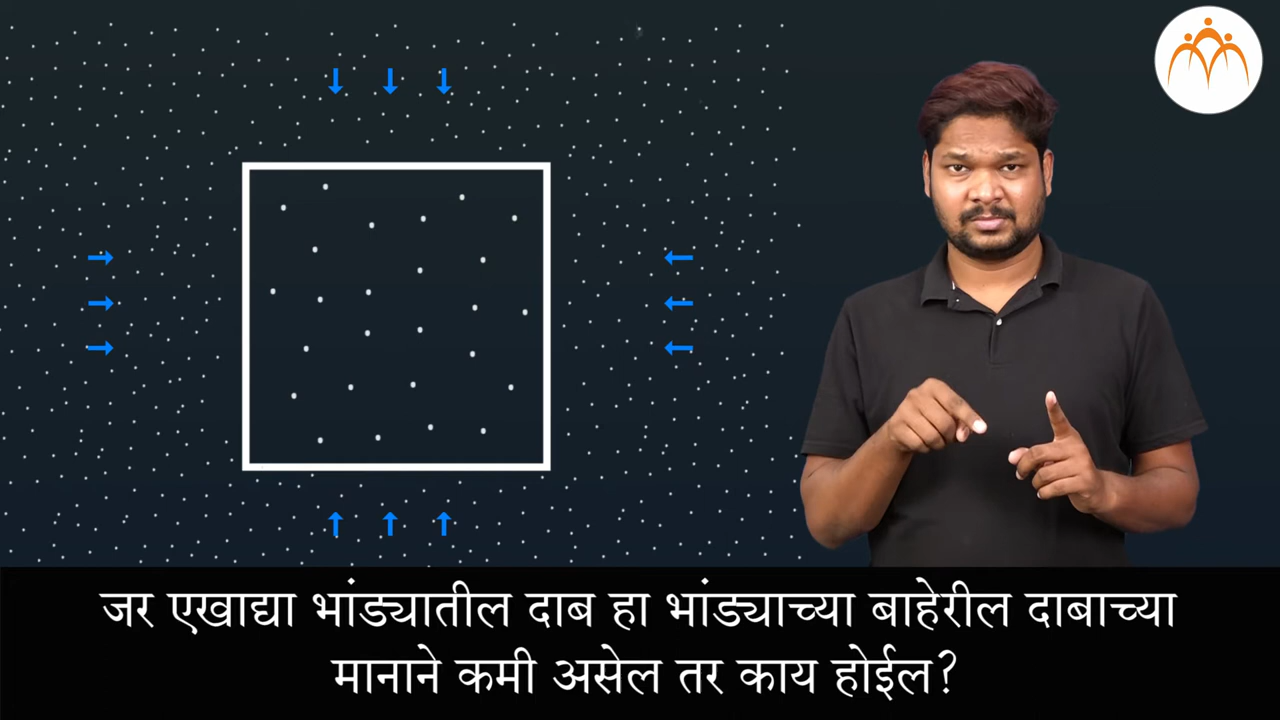 जर एखाद्या भांड्यातील दाब हा भांड्याच्या बाहेरील दाबाच्या
मानाने कमी असेल तर काय होईल?